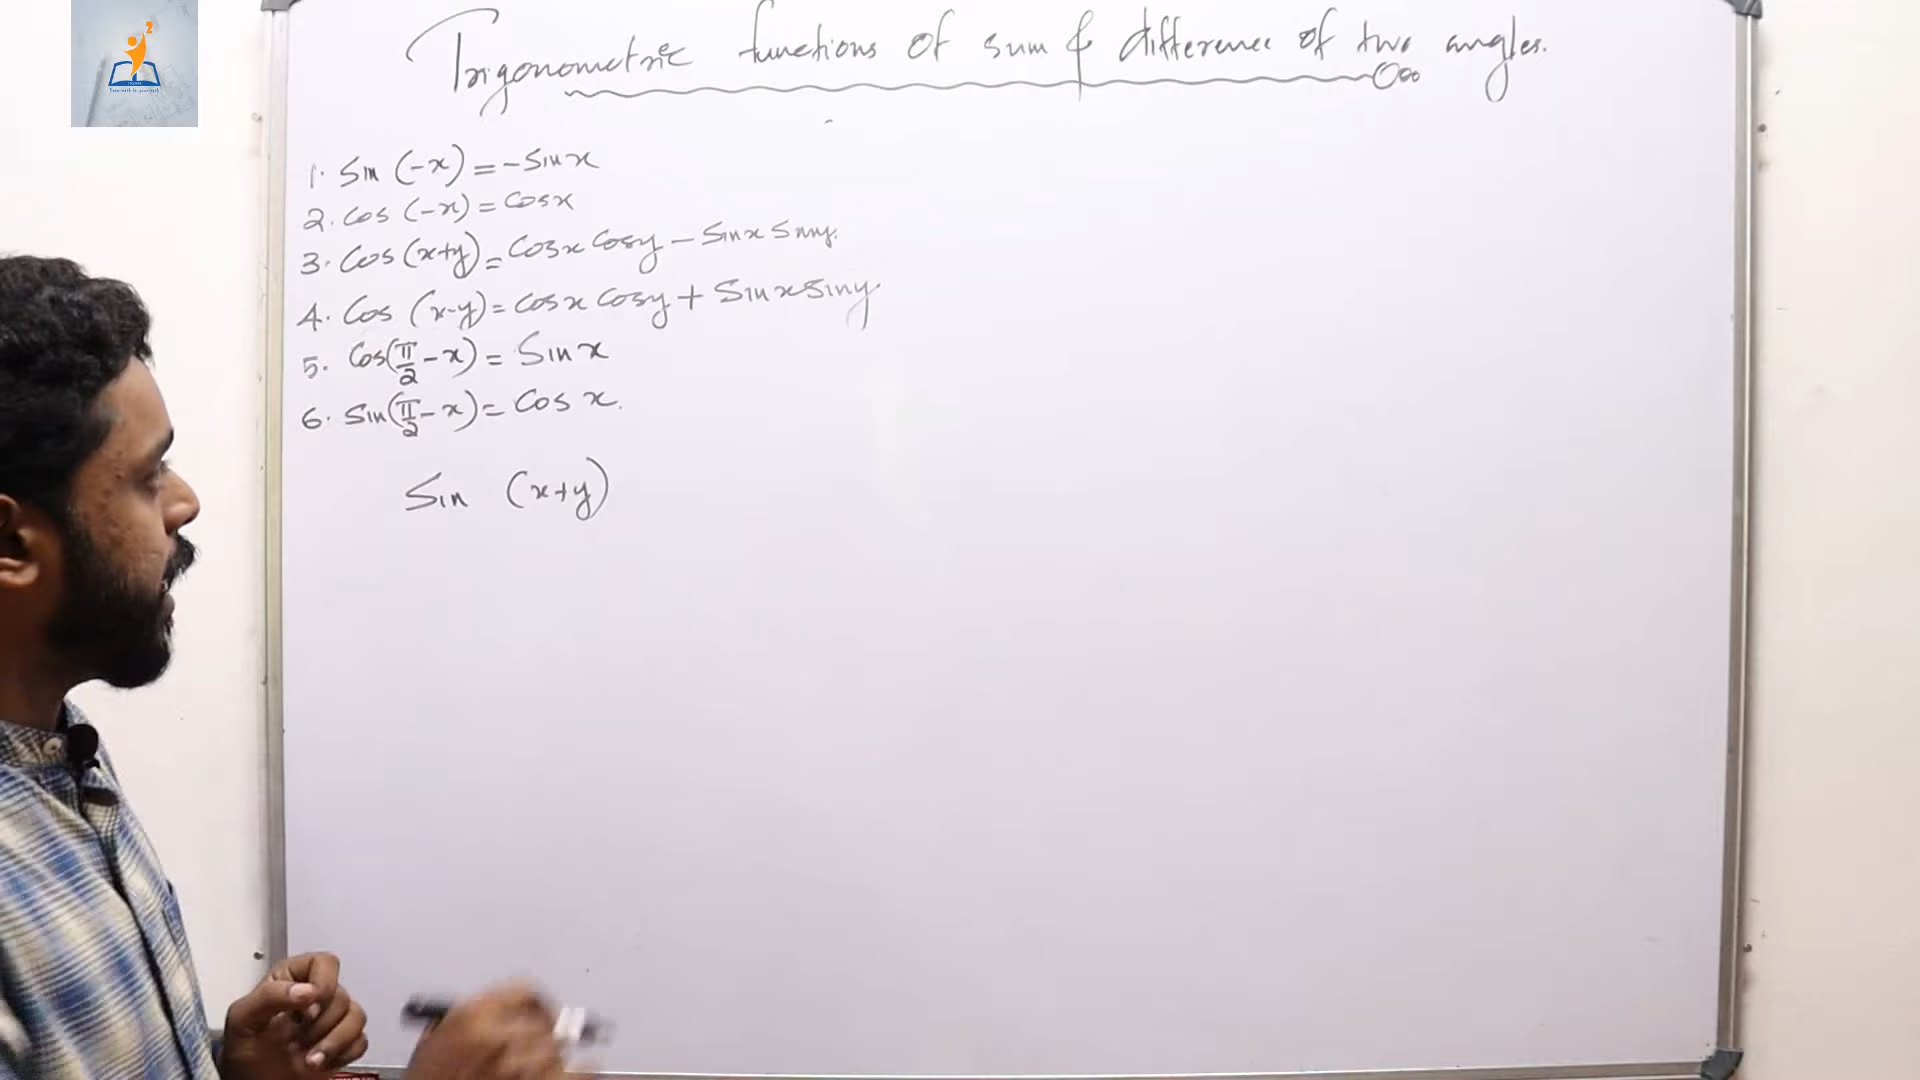 Trigonometric functions of sum & difference of two angles.
1. Sin (-x) = -Sin x
2. Cos (-x) = Cos x
3. Cos (x+y) = Cos x Cos y - Sin x Sin y.
4. Cos (x-y) = Cos x Cos y + Sin x Sin y.
5. Cos(π/2 - x) = Sin x
6. Sin(π/2 - x) = Cos x.
Sin (x+y)